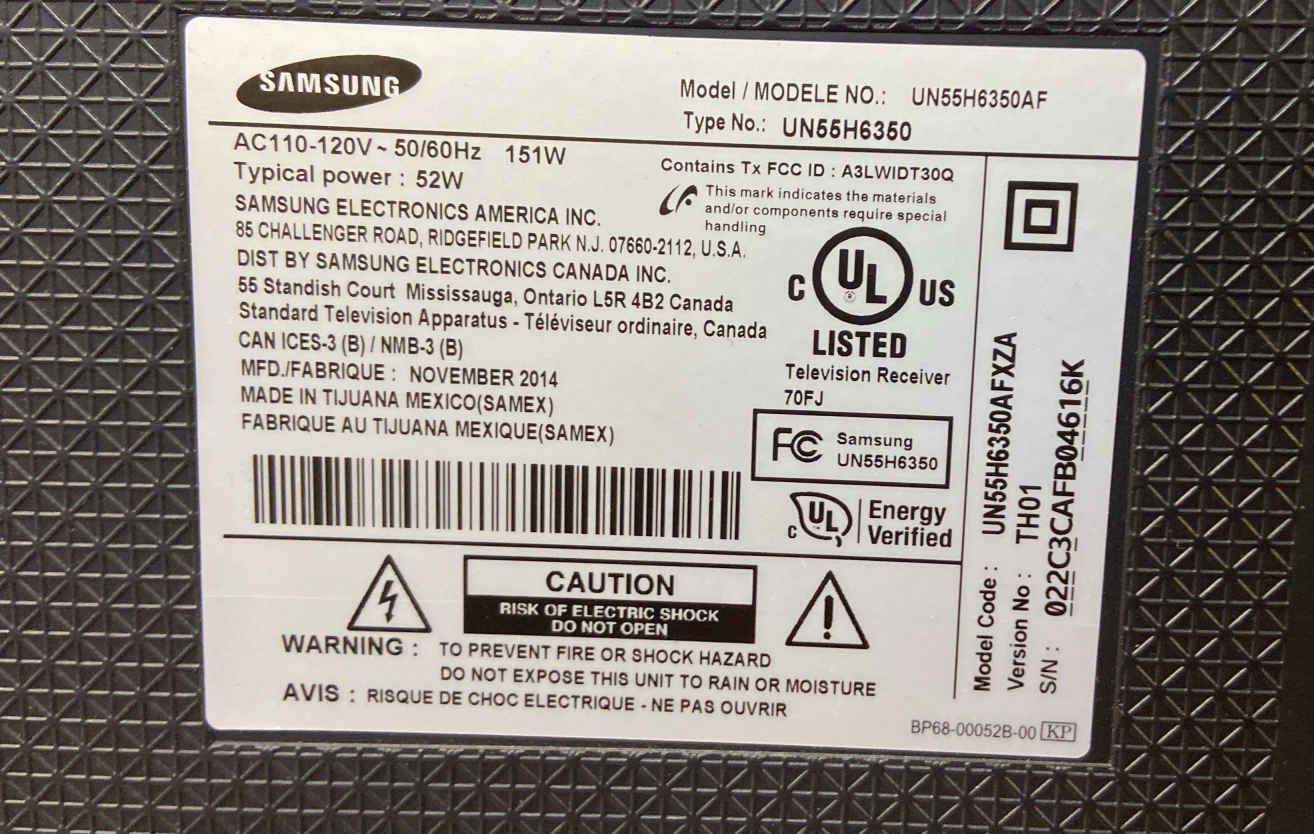 SAMSUNG
Model / MODELE NO.: UN55H6350AF
Type No.: UN55H6350
AC110-120V ~ 50/60Hz 151W
Typical power : 52W
SAMSUNG ELECTRONICS AMERICA INC.
85 CHALLENGER ROAD, RIDGEFIELD PARK N.J. 07660-2112, U.S.A.
DIST BY SAMSUNG ELECTRONICS CANADA INC.
55 Standish Court Mississauga, Ontario L5R 4B2 Canada
Standard Television Apparatus - Téléviseur ordinaire, Canada
CAN ICES-3 (B) / NMB-3 (B)
MFD./FABRIQUE : NOVEMBER 2014
MADE IN TIJUANA MEXICO(SAMEX)
FABRIQUE AU TIJUANA MEXIQUE(SAMEX)
Contains Tx FCC ID : A3LWIDT30Q
This mark indicates the materials
and/or components require special
handling
C UL US
LISTED
Television Receiver
70FJ
FC Samsung
UN55H6350
C UL Energy
Verified
Model Code : UN55H6350AFXZA
Version No : TH01
S/N : 022C3CAFB04616K
CAUTION
RISK OF ELECTRIC SHOCK
DO NOT OPEN
WARNING : TO PREVENT FIRE OR SHOCK HAZARD
DO NOT EXPOSE THIS UNIT TO RAIN OR MOISTURE
AVIS : RISQUE DE CHOC ELECTRIQUE - NE PAS OUVRIR
BP68-00052B-00 KP